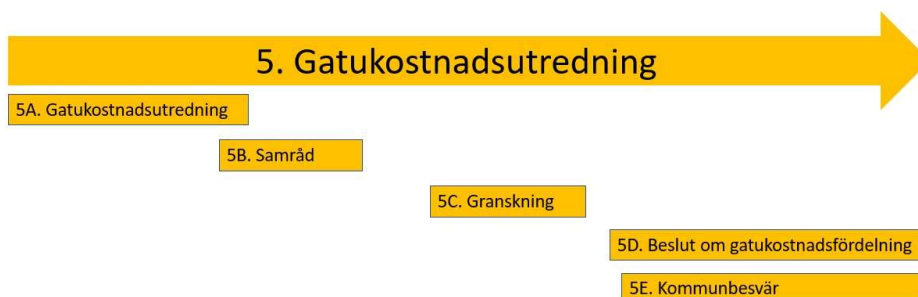 5. Gatukostnadsutredning
5A. Gatukostnadsutredning
5B. Samråd
5C. Granskning
5D. Beslut om gatukostnadsfördelning
5E. Kommunbesvär